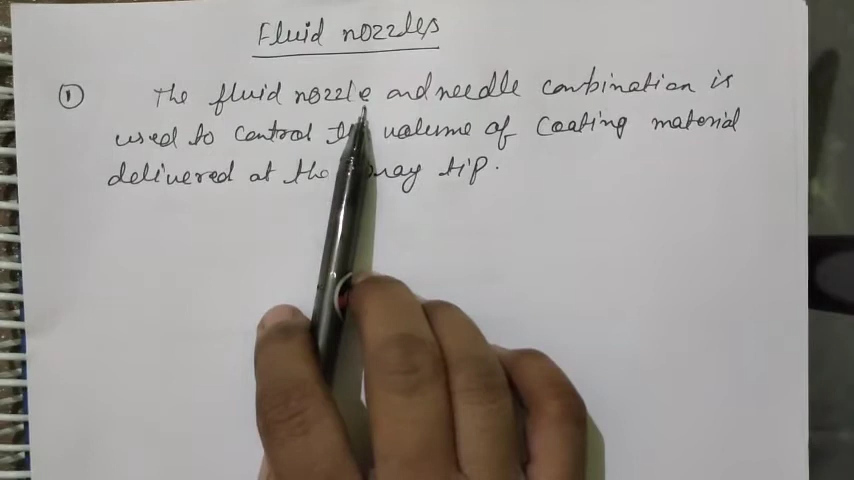 Fluid nozzles
① The fluid nozzle and needle combination is
used to control the volume of coating material
delivered at the tip.